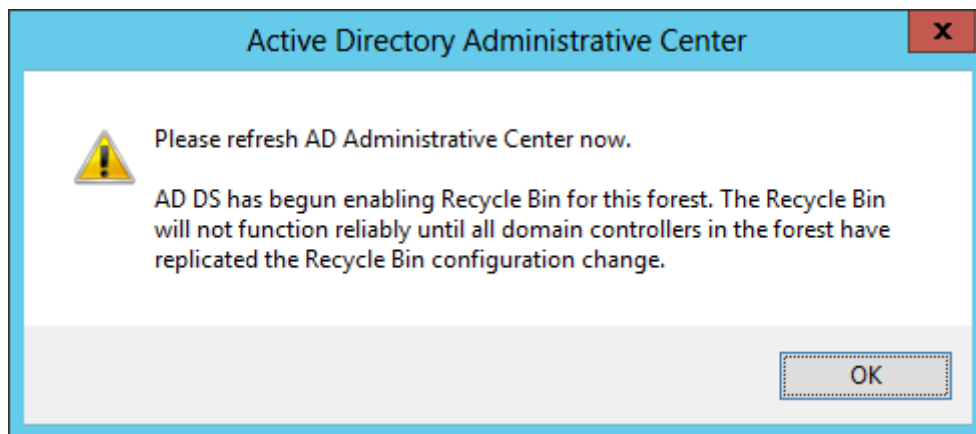 Active Directory Administrative Center
x
Please refresh AD Administrative Center now.
AD DS has begun enabling Recycle Bin for this forest. The Recycle Bin
will not function reliably until all domain controllers in the forest have
replicated the Recycle Bin configuration change.
OK